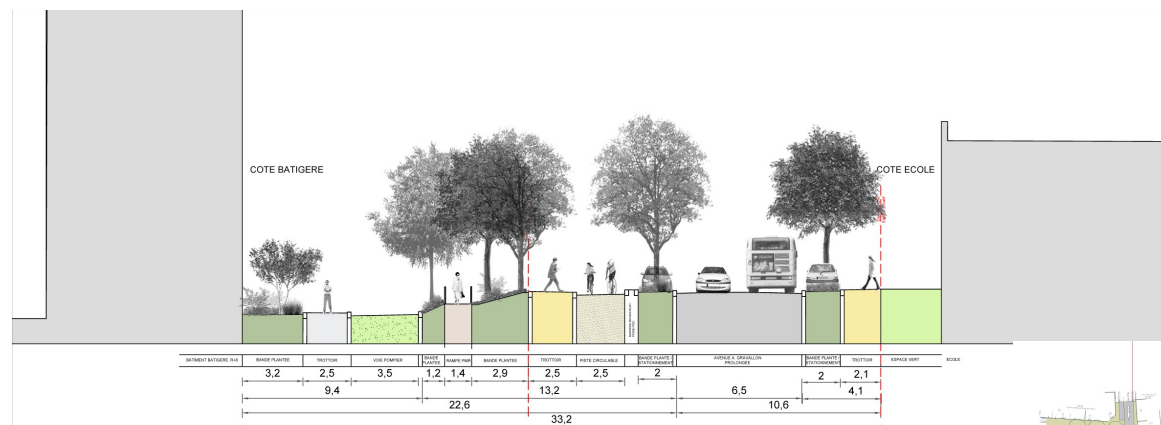 COTE BATIGERE
COTE ECOLE
BATIMENT BATIGERE R+6
BANDE PLANTEE
TROTTOIR
VOIE POMPIER
BANDE
PLANTEE
RAMPE PMR
BANDE PLANTEE
TROTTOIR
PISTE CIRCULABLE
BANDE PLANTE /
STATIONNEMENT
AVENUE A. GRAVALLON
PROLONGEE
BANDE PLANTE /
STATIONNEMENT
TROTTOIR
ESPACE VERT
ECOLE
3,2
2,5
3,5
1,2
1,4
2,9
2,5
2,5
2
6,5
2
2,1
9,4
13,2
4,1
22,6
10,6
33,2